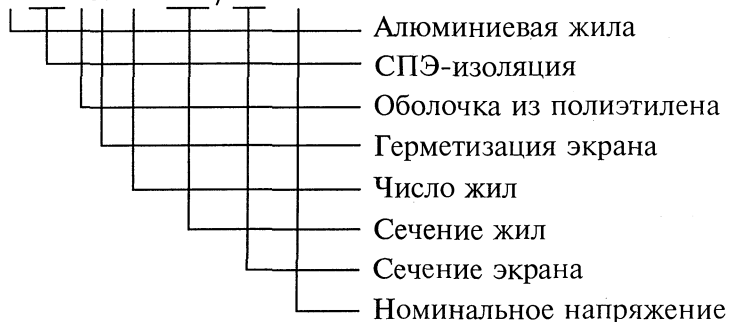 Алюминиевая жила
СПЭ-изоляция
Оболочка из полиэтилена
Герметизация экрана
Число жил
Сечение жил
Сечение экрана
Номинальное напряжение